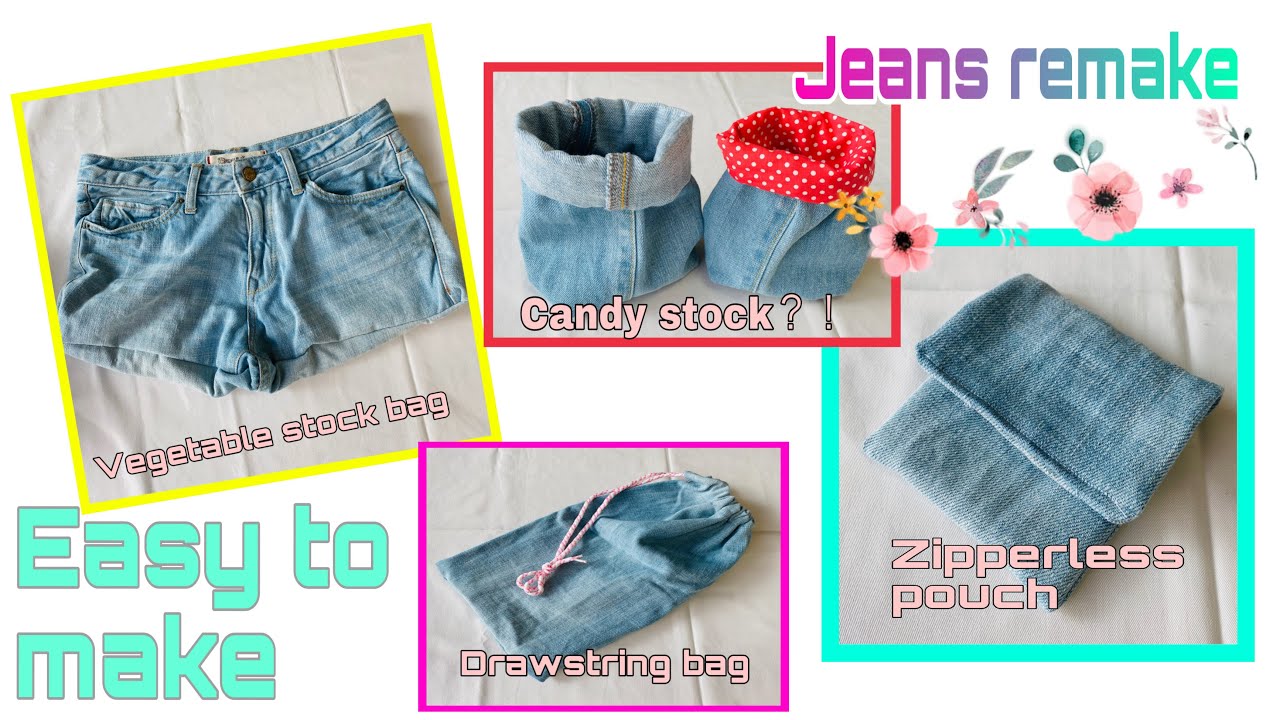 Jeans remake
Vegetable stock bag
Candy stock？！
Zipperless
pouch
Drawstring bag
Easy to
make